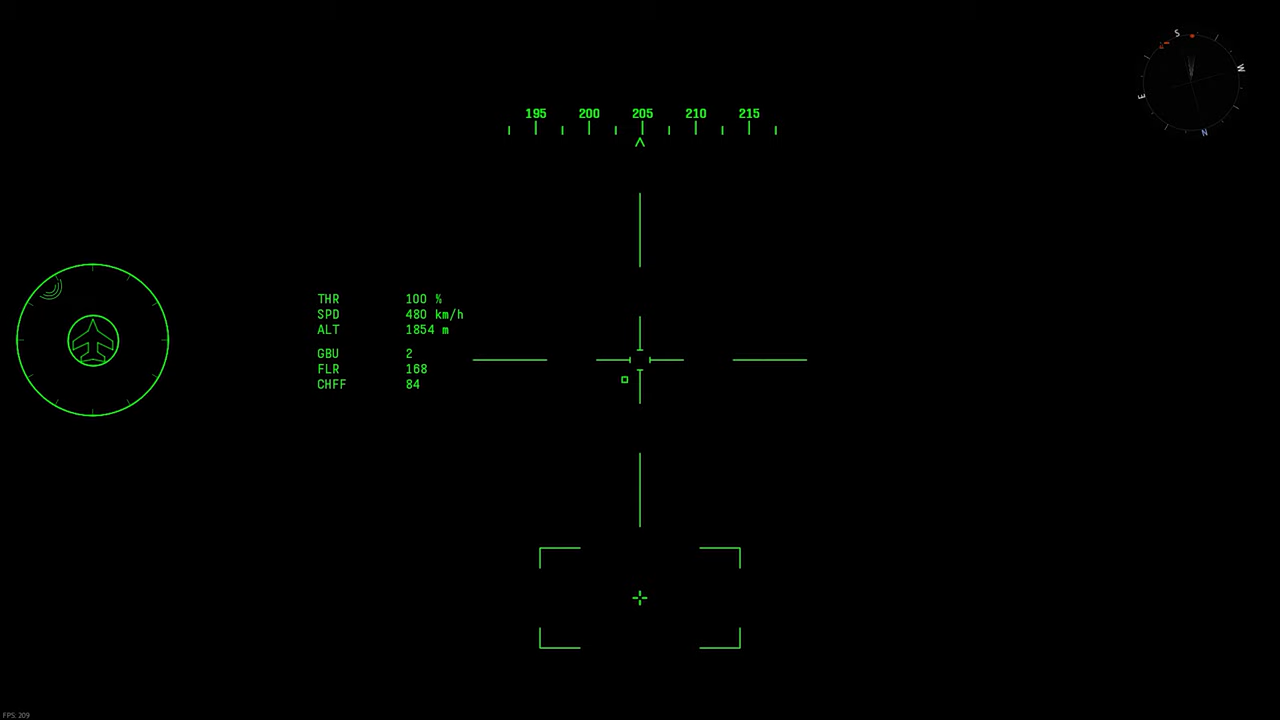 S
W
E
N
195 200 205 210 215
THR 100 %
SPD 480 km/h
ALT 1854 m
GBU 2
FLR 168
CHFF 84
FPS: 209